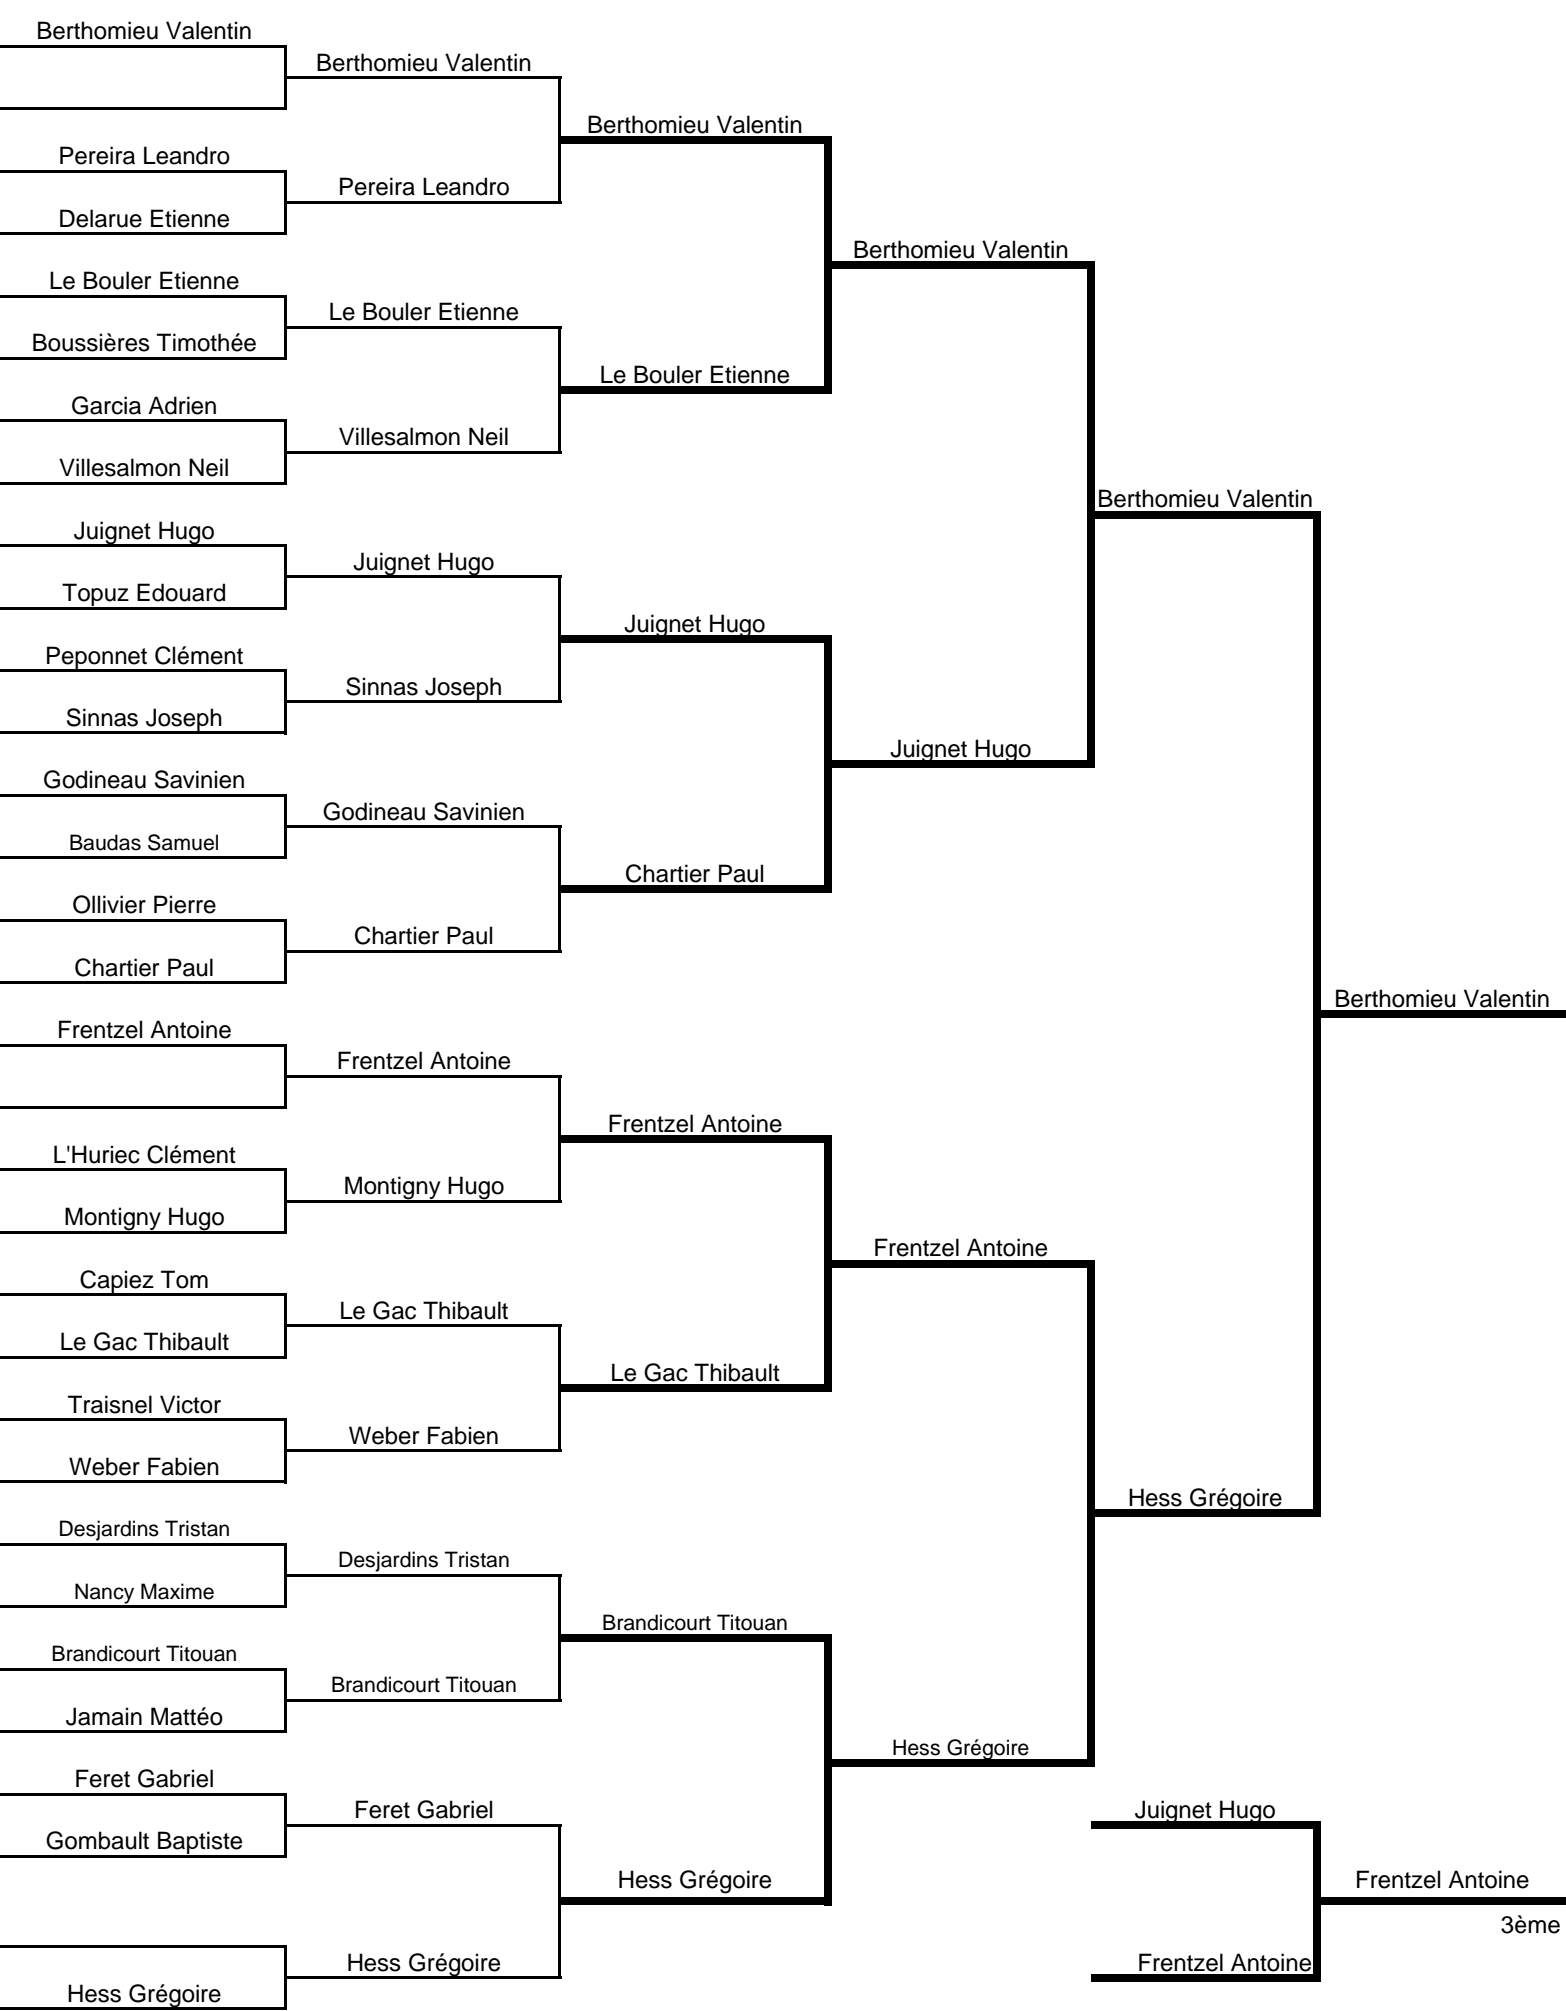 Berthomieu Valentin
Berthomieu Valentin
Berthomieu Valentin
Pereira Leandro
Pereira Leandro
Delarue Etienne
Berthomieu Valentin
Le Bouler Etienne
Le Bouler Etienne
Boussières Timothée
Le Bouler Etienne
Garcia Adrien
Villesalmon Neil
Villesalmon Neil
Berthomieu Valentin
Juignet Hugo
Juignet Hugo
Topuz Edouard
Juignet Hugo
Peponnet Clément
Sinnas Joseph
Sinnas Joseph
Juignet Hugo
Godineau Savinien
Godineau Savinien
Baudas Samuel
Chartier Paul
Ollivier Pierre
Chartier Paul
Chartier Paul
Berthomieu Valentin
Frentzel Antoine
Frentzel Antoine
Frentzel Antoine
L'Huriec Clément
Montigny Hugo
Montigny Hugo
Frentzel Antoine
Capiez Tom
Le Gac Thibault
Le Gac Thibault
Le Gac Thibault
Traisnel Victor
Weber Fabien
Weber Fabien
Hess Grégoire
Desjardins Tristan
Desjardins Tristan
Nancy Maxime
Brandicourt Titouan
Brandicourt Titouan
Brandicourt Titouan
Jamain Mattéo
Hess Grégoire
Feret Gabriel
Feret Gabriel
Juignet Hugo
Gombault Baptiste
Hess Grégoire
Frentzel Antoine
3ème
Hess Grégoire
Frentzel Antoine
Hess Grégoire